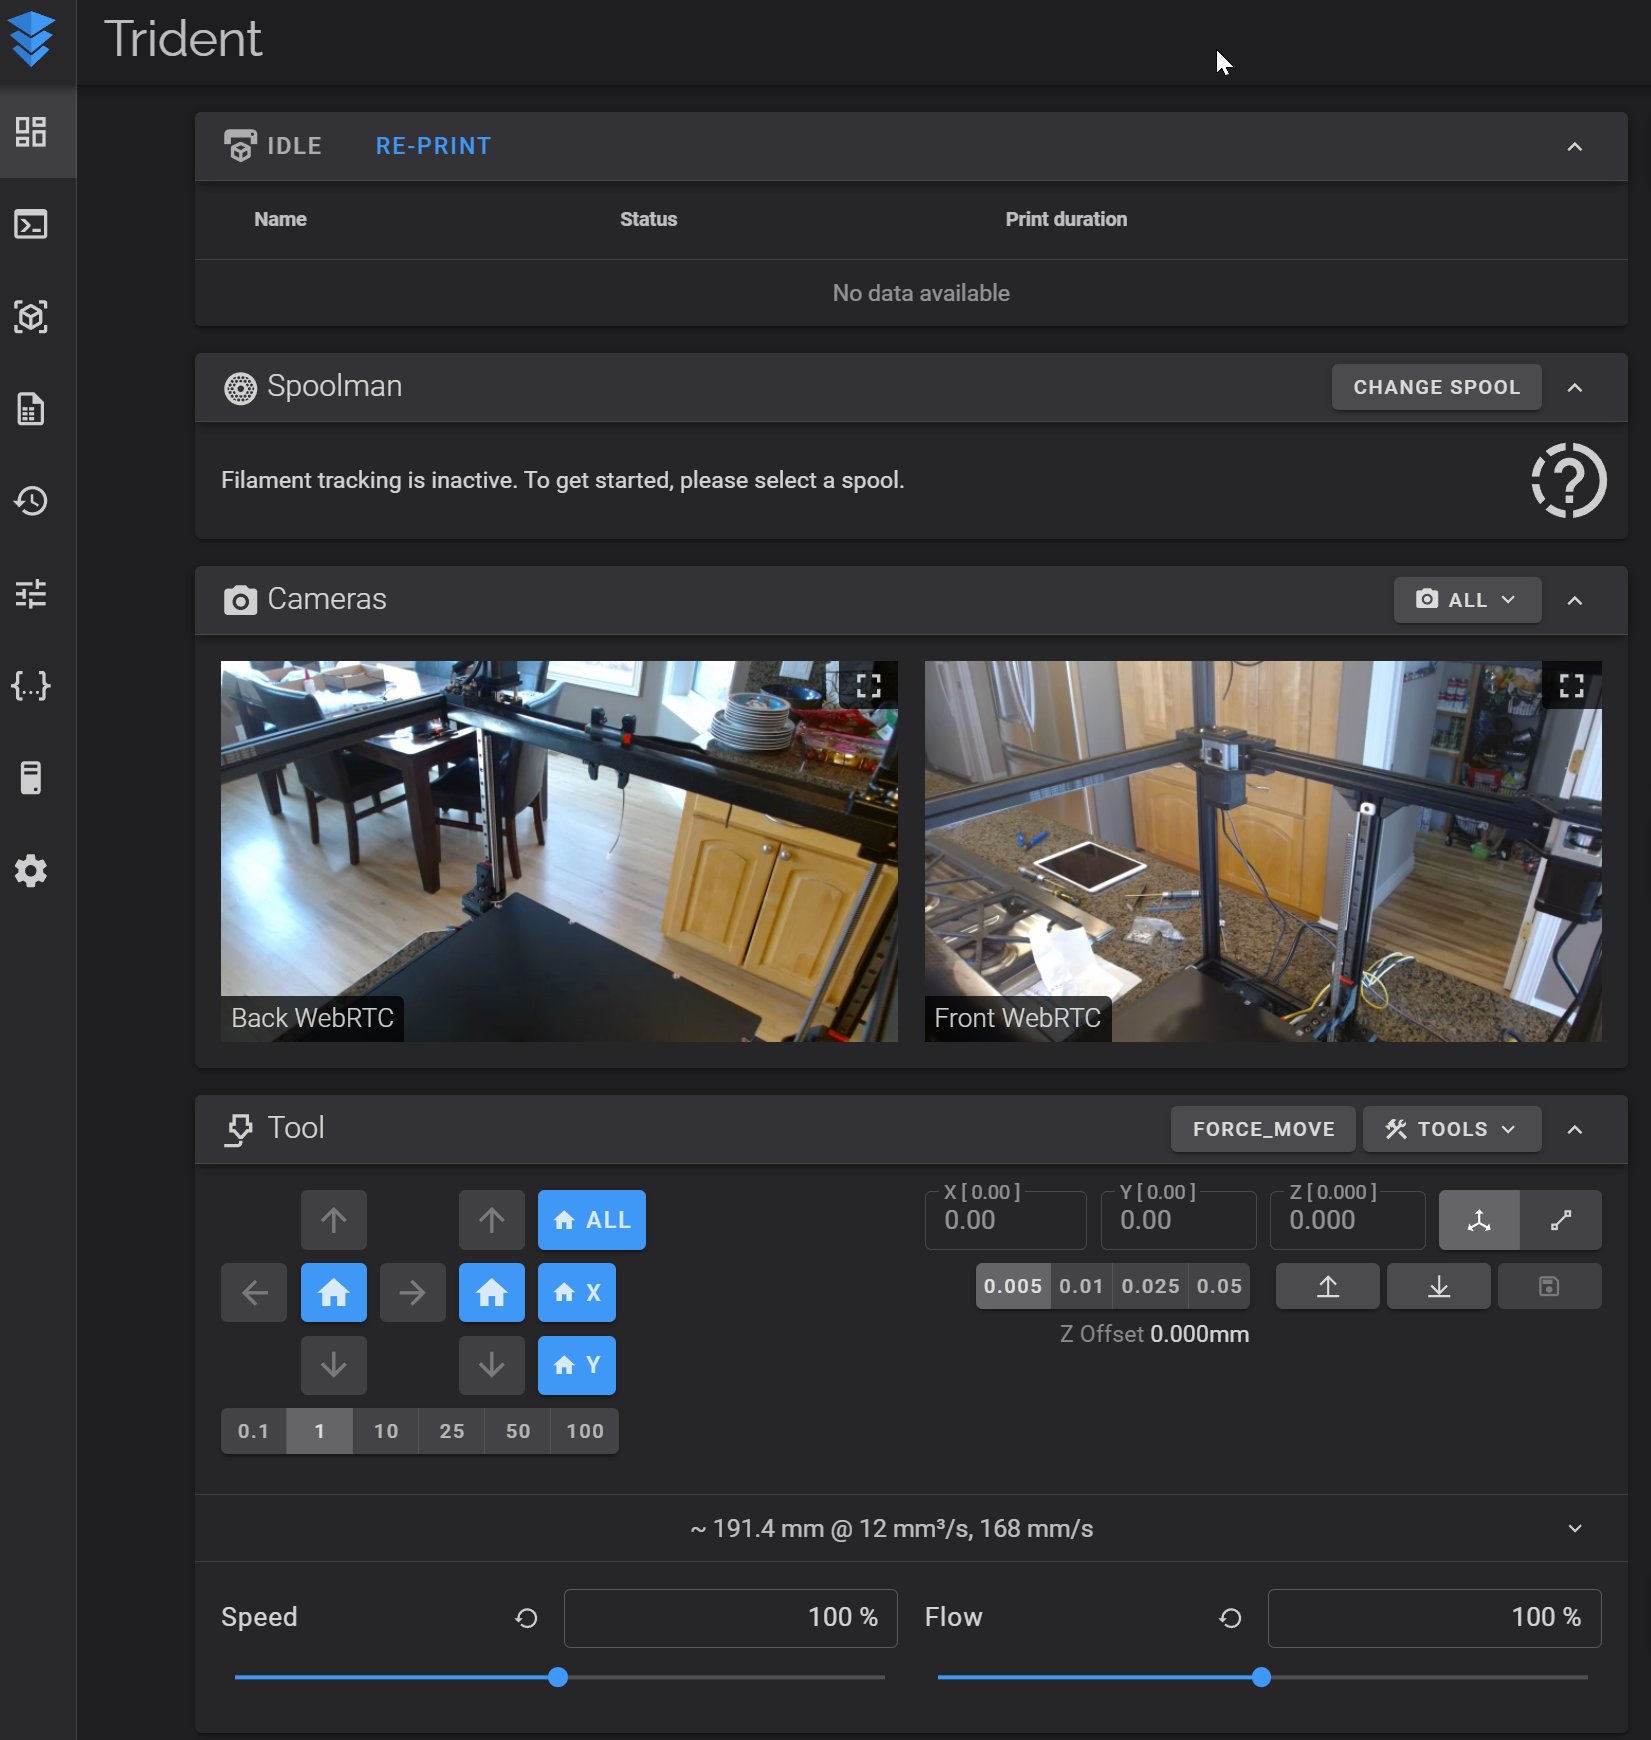 Trident
IDLE RE-PRINT
Name Status Print duration
No data available
Spoolman CHANGE SPOOL
Filament tracking is inactive. To get started, please select a spool.
Cameras ALL
Back WebRTC Front WebRTC
Tool FORCE_MOVE TOOLS
X [ 0.00 ] Y [ 0.00 ] Z [ 0.000 ]
ALL 0.00 0.00 0.000
X 0.005 0.01 0.025 0.05
Z Offset 0.000mm
Y
0.1 1 10 25 50 100
~ 191.4 mm @ 12 mm³/s, 168 mm/s
Speed 100 % Flow 100 %